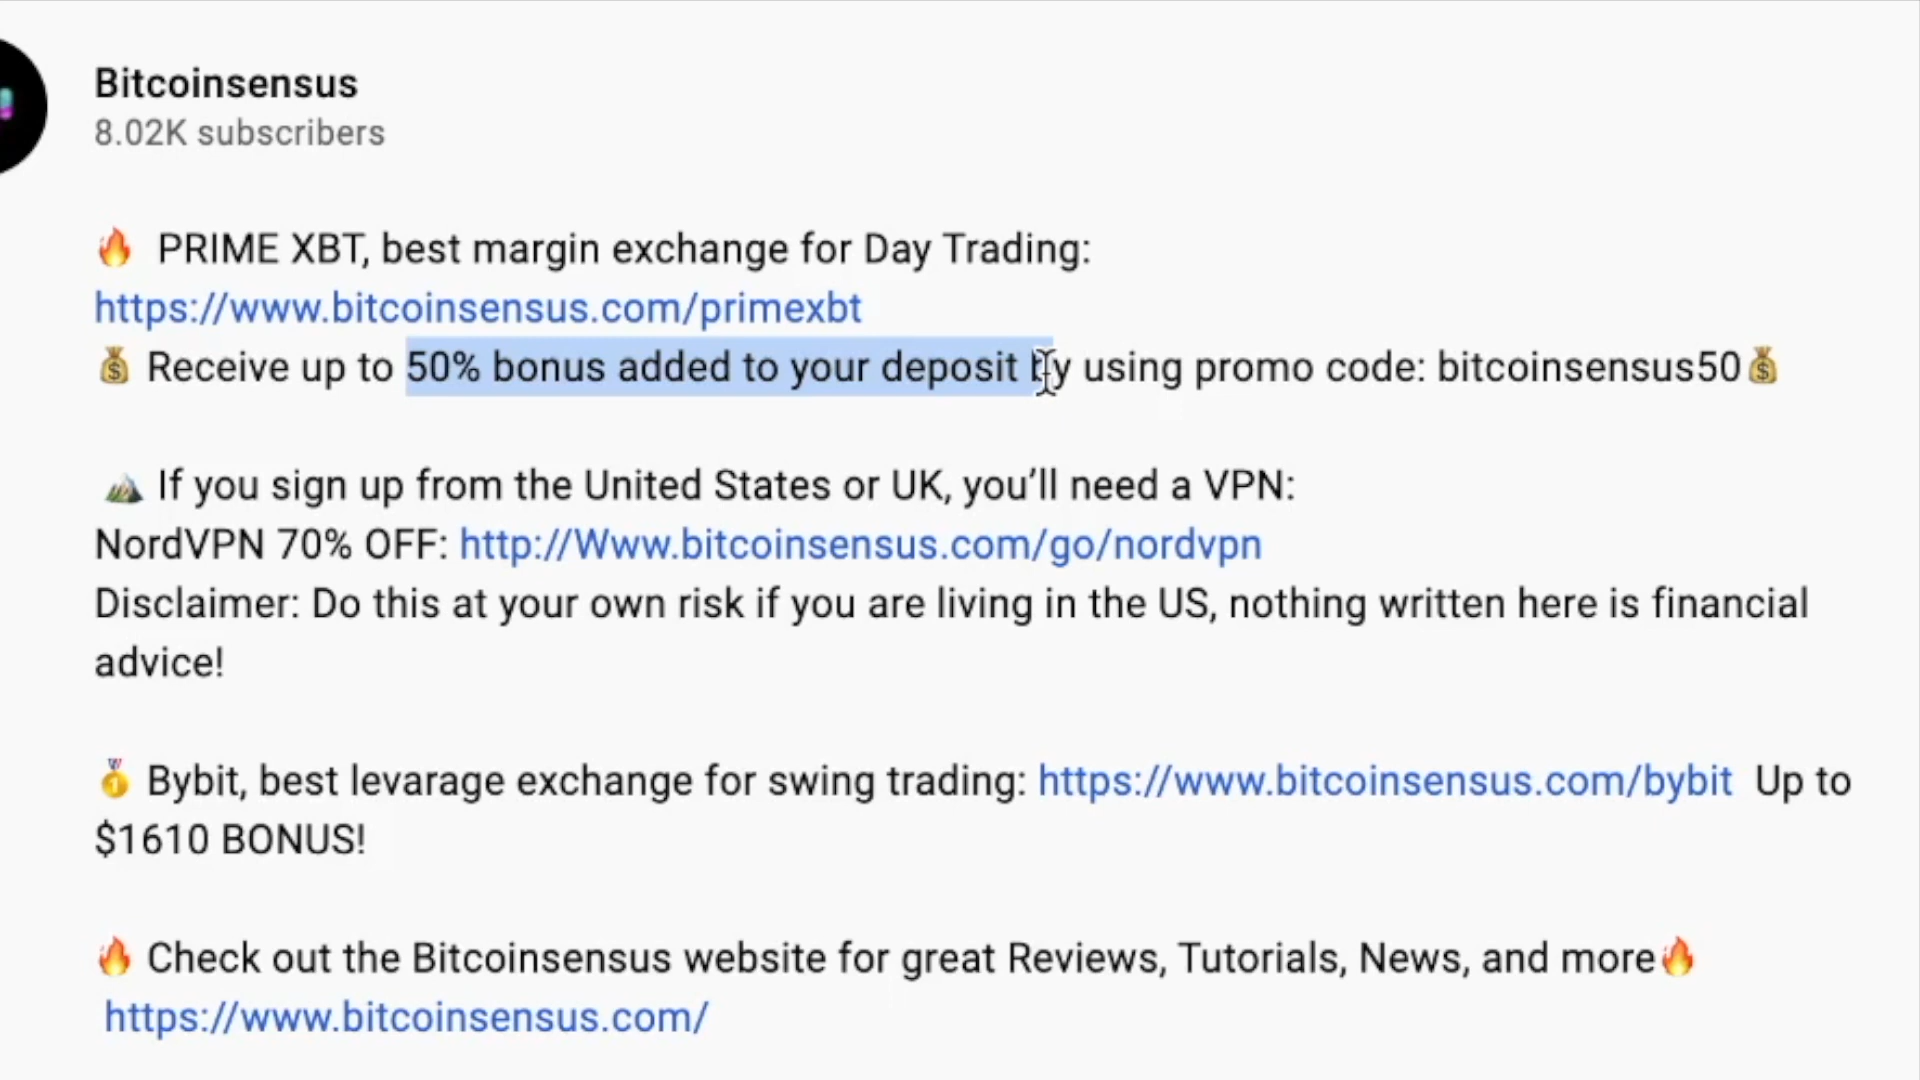 Bitcoinsensus
8.02K subscribers
🔥 PRIME XBT, best margin exchange for Day Trading:
https://www.bitcoinsensus.com/primexbt
💰 Receive up to 50% bonus added to your deposit by using promo code: bitcoinsensus50💰
⛰️ If you sign up from the United States or UK, you’ll need a VPN:
NordVPN 70% OFF: http://Www.bitcoinsensus.com/go/nordvpn
Disclaimer: Do this at your own risk if you are living in the US, nothing written here is financial
advice!
🥇 Bybit, best levarage exchange for swing trading: https://www.bitcoinsensus.com/bybit Up to
$1610 BONUS!
🔥 Check out the Bitcoinsensus website for great Reviews, Tutorials, News, and more🔥
https://www.bitcoinsensus.com/